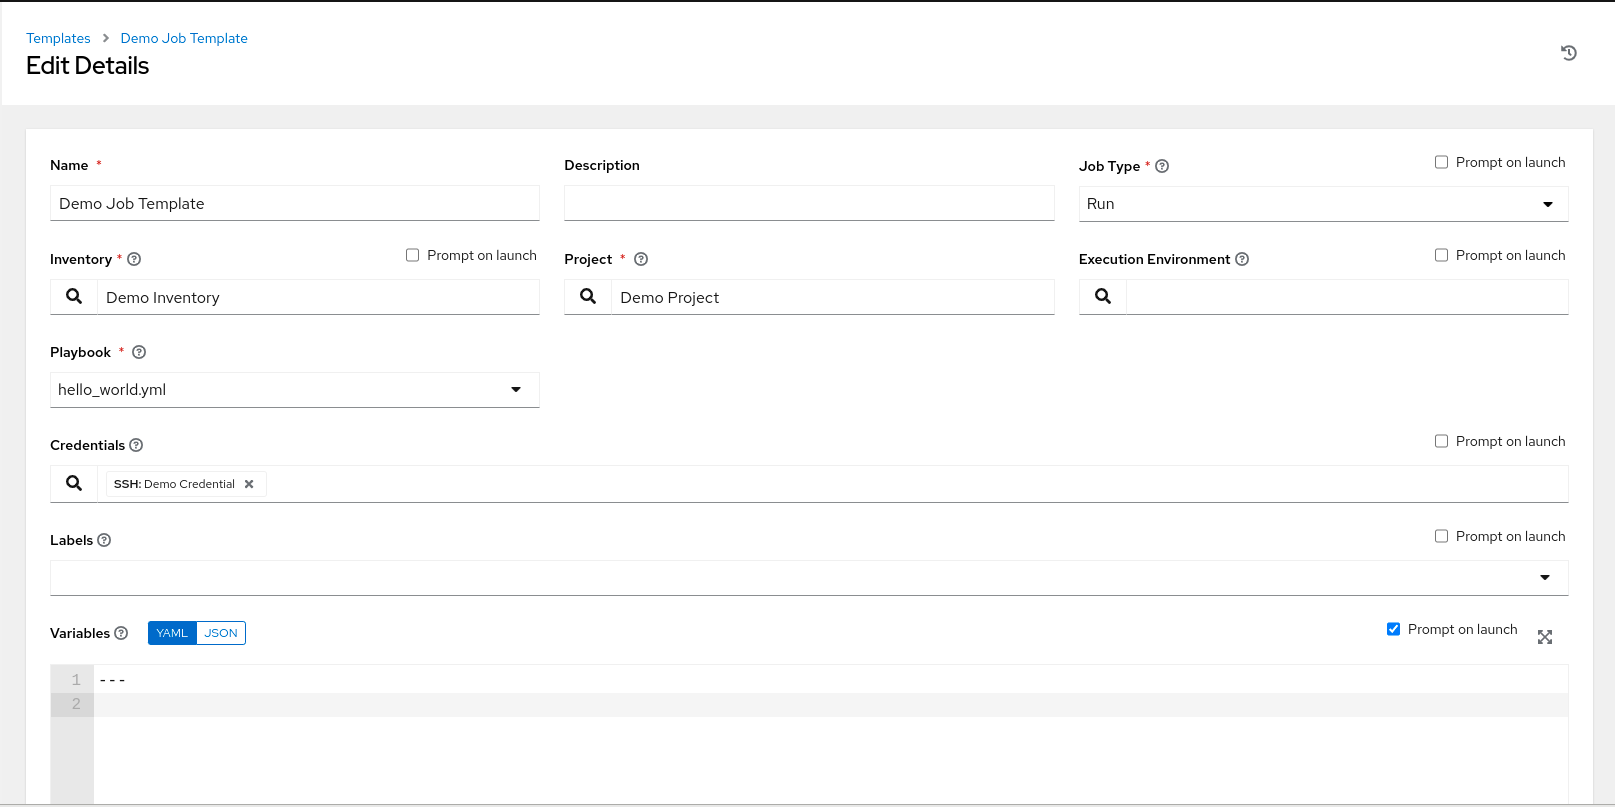 Templates > Demo Job Template
Edit Details
Name *
Description
Job Type *
Prompt on launch
Demo Job Template
Run
Inventory *
Prompt on launch
Project *
Execution Environment
Prompt on launch
Demo Inventory
Demo Project
Playbook *
hello_world.yml
Credentials
Prompt on launch
SSH: Demo Credential
Labels
Prompt on launch
Variables
YAML JSON
Prompt on launch
1 ---
2